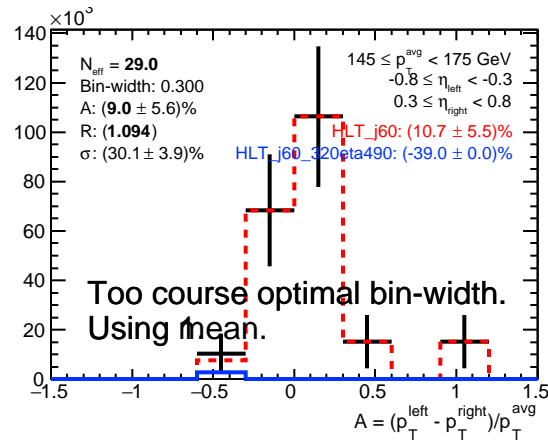 ×10³
140
120
100
80
60
40
20
0
N_eff = 29.0
Bin-width: 0.300
A: (9.0 ± 5.6)%
R: (1.094)
σ: (30.1 ± 3.9)%
145 ≤ p_T^avg < 175 GeV
-0.8 ≤ η_left < -0.3
0.3 ≤ η_right < 0.8
HLT_j60: (10.7 ± 5.5)%
HLT_j60_320eta490: (-39.0 ± 0.0)%
Too course optimal bin-width.
Using mean.
−1.5 −1 −0.5 0 0.5 1 1.5
A = (p_T^left - p_T^right)/p_T^avg